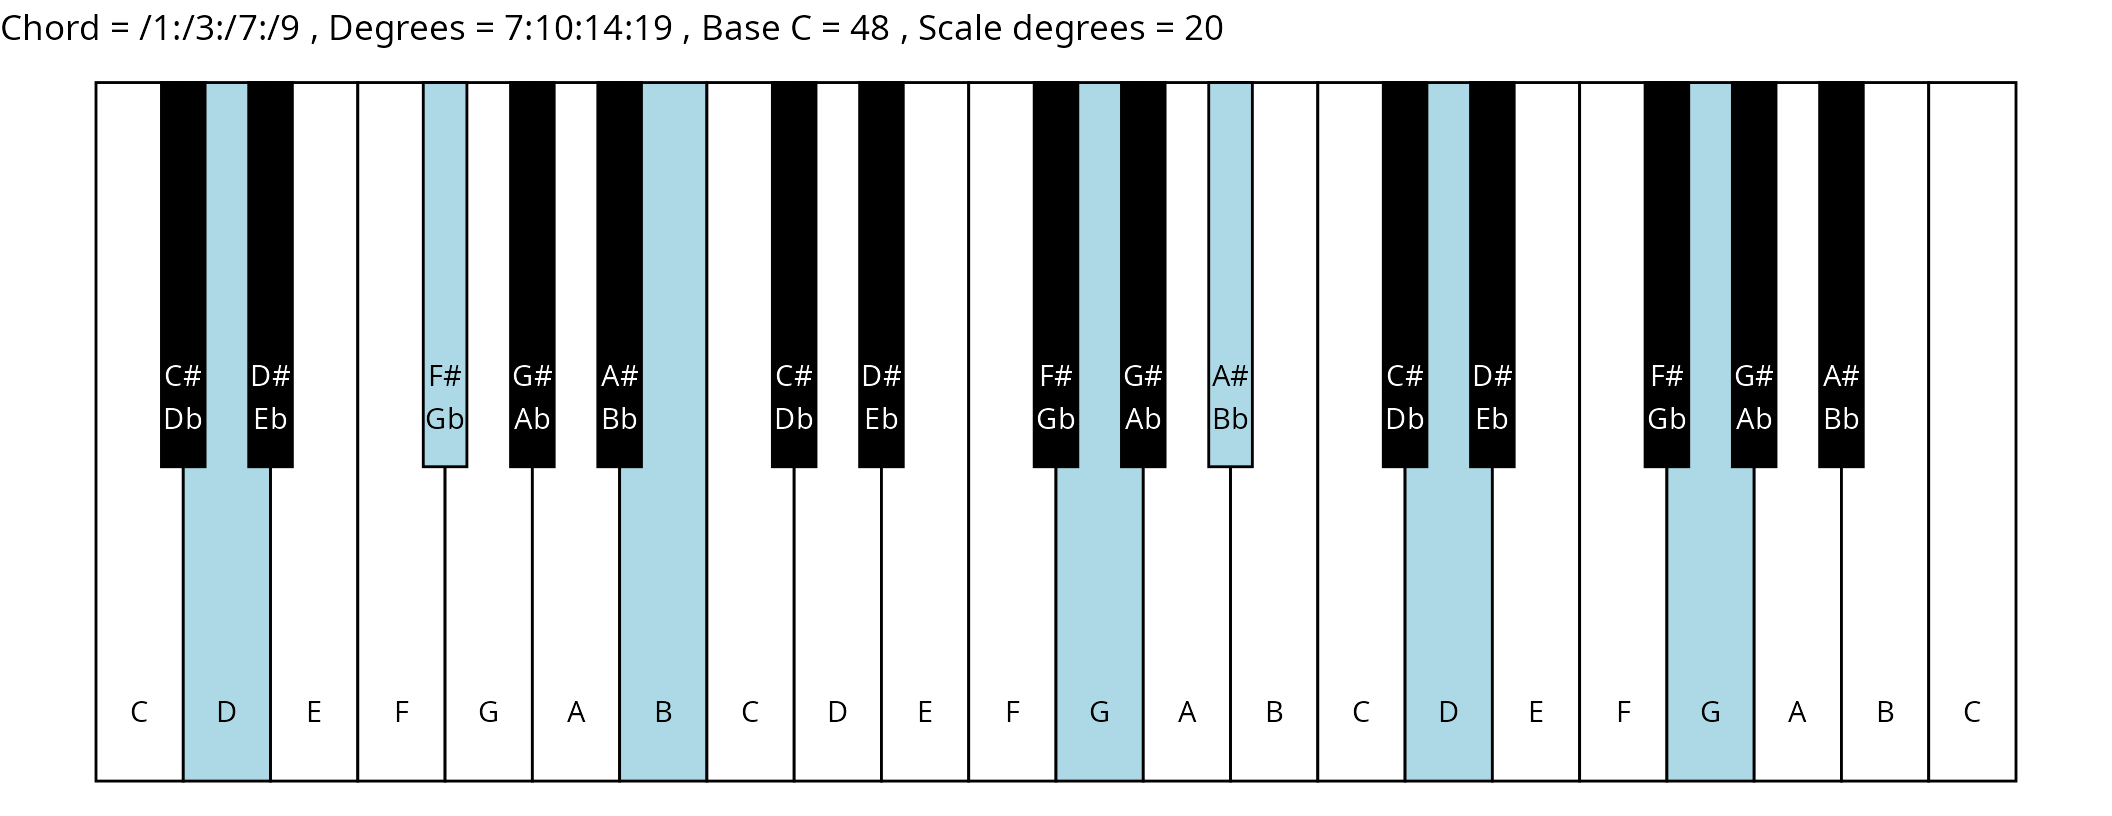 Chord = /1:/3:/7:/9 , Degrees = 7:10:14:19 , Base C = 48 , Scale degrees = 20
C# D# F# G# A# C# D# F# G# A# C# D# F# G# A#
Db Eb Gb Ab Bb Db Eb Gb Ab Bb Db Eb Gb Ab Bb
C D E F G A B C D E F G A B C D E F G A B C